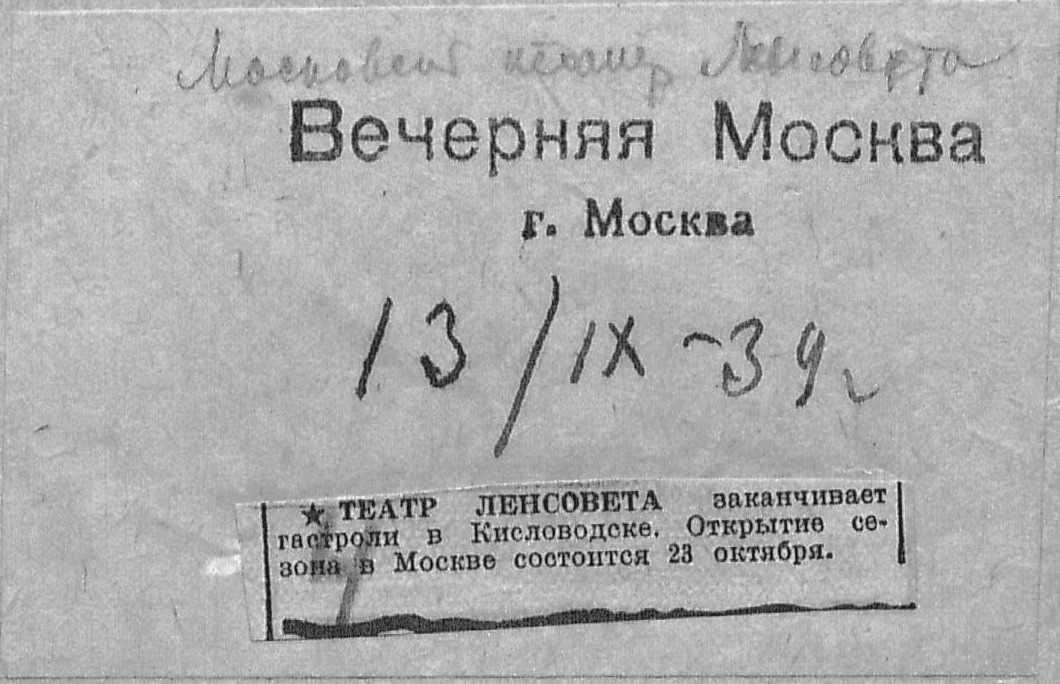 Московский театр Ленсовета
Вечерняя Москва
г. Москва
13/IX-39г
★ ТЕАТР ЛЕНСОВЕТА заканчивает
гастроли в Кисловодске. Открытие се-
зона в Москве состоится 23 октября.